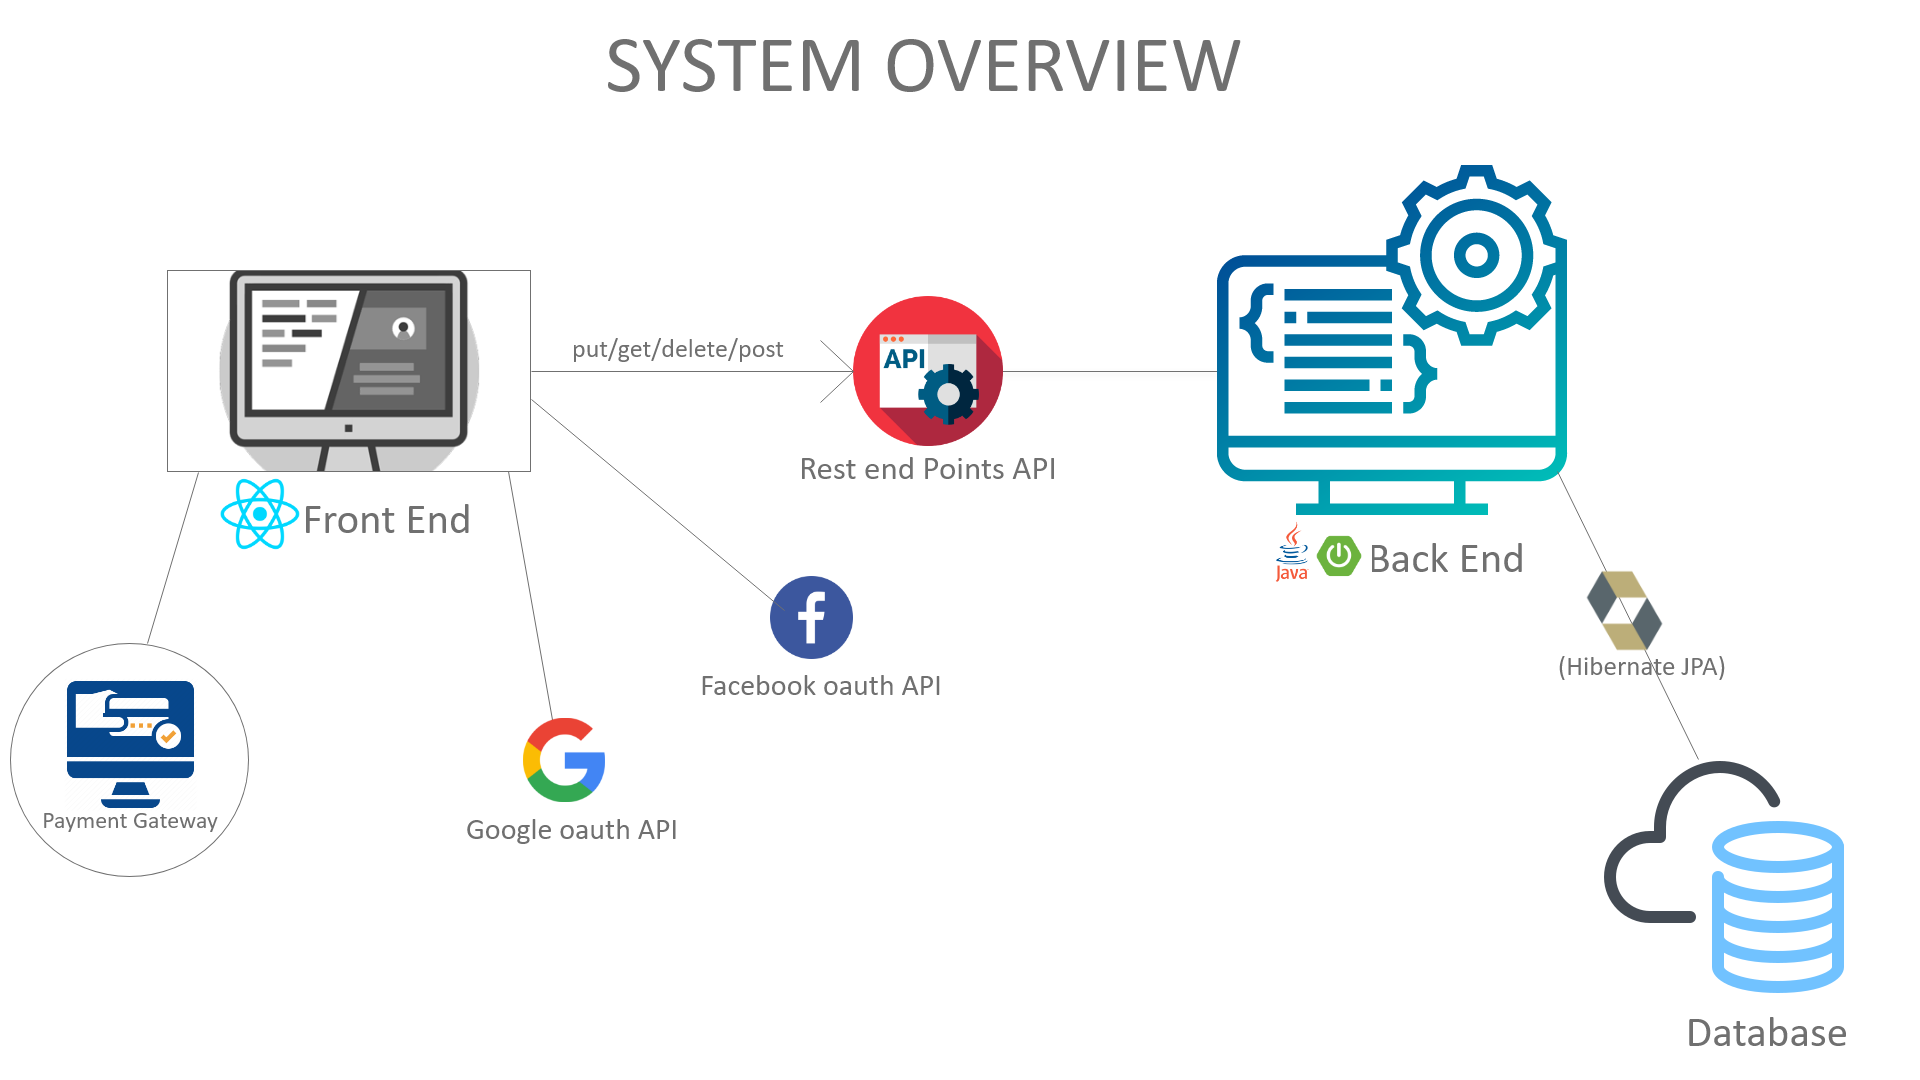 SYSTEM OVERVIEW
put/get/delete/post
API
Rest end Points API
Front End
Java
Back End
(Hibernate JPA)
Facebook oauth API
Payment Gateway
Google oauth API
Database